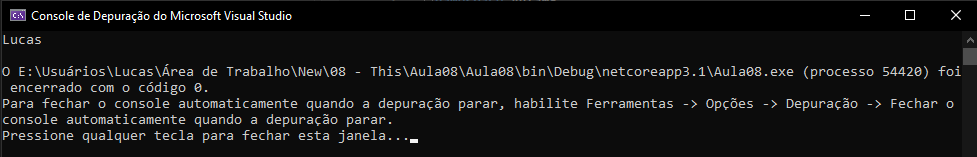 Console de Depuração do Microsoft Visual Studio
Lucas
O E:\Usuários\Lucas\Área de Trabalho\New\08 - This\Aula08\Aula08\bin\Debug\netcoreapp3.1\Aula08.exe (processo 54420) foi
encerrado com o código 0.
Para fechar o console automaticamente quando a depuração parar, habilite Ferramentas -> Opções -> Depuração -> Fechar o
console automaticamente quando a depuração parar.
Pressione qualquer tecla para fechar esta janela...